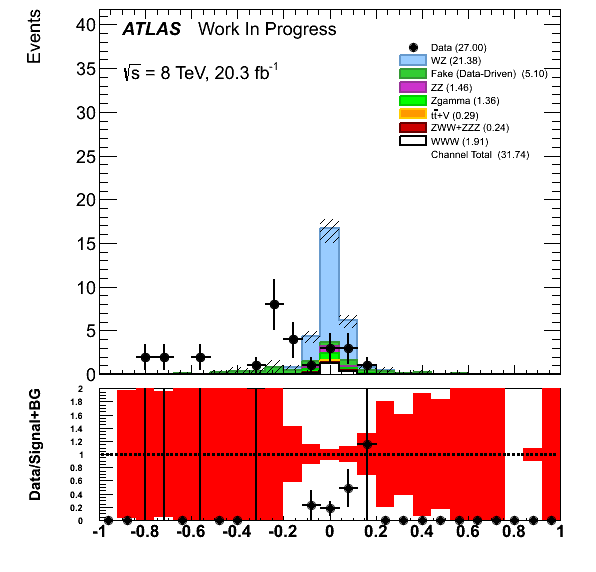 Events
40
35
30
25
20
15
10
5
0
ATLAS Work In Progress
√s = 8 TeV, 20.3 fb⁻¹
Data (27.00)
WZ (21.38)
Fake (Data-Driven) (5.10)
ZZ (1.46)
Zgamma (1.36)
tt̄+V (0.29)
ZWW+ZZZ (0.24)
WWW (1.91)
Channel Total (31.74)
Data/Signal+BG
2
1.8
1.6
1.4
1.2
1
0.8
0.6
0.4
0.2
0
-1 -0.8 -0.6 -0.4 -0.2 0 0.2 0.4 0.6 0.8 1